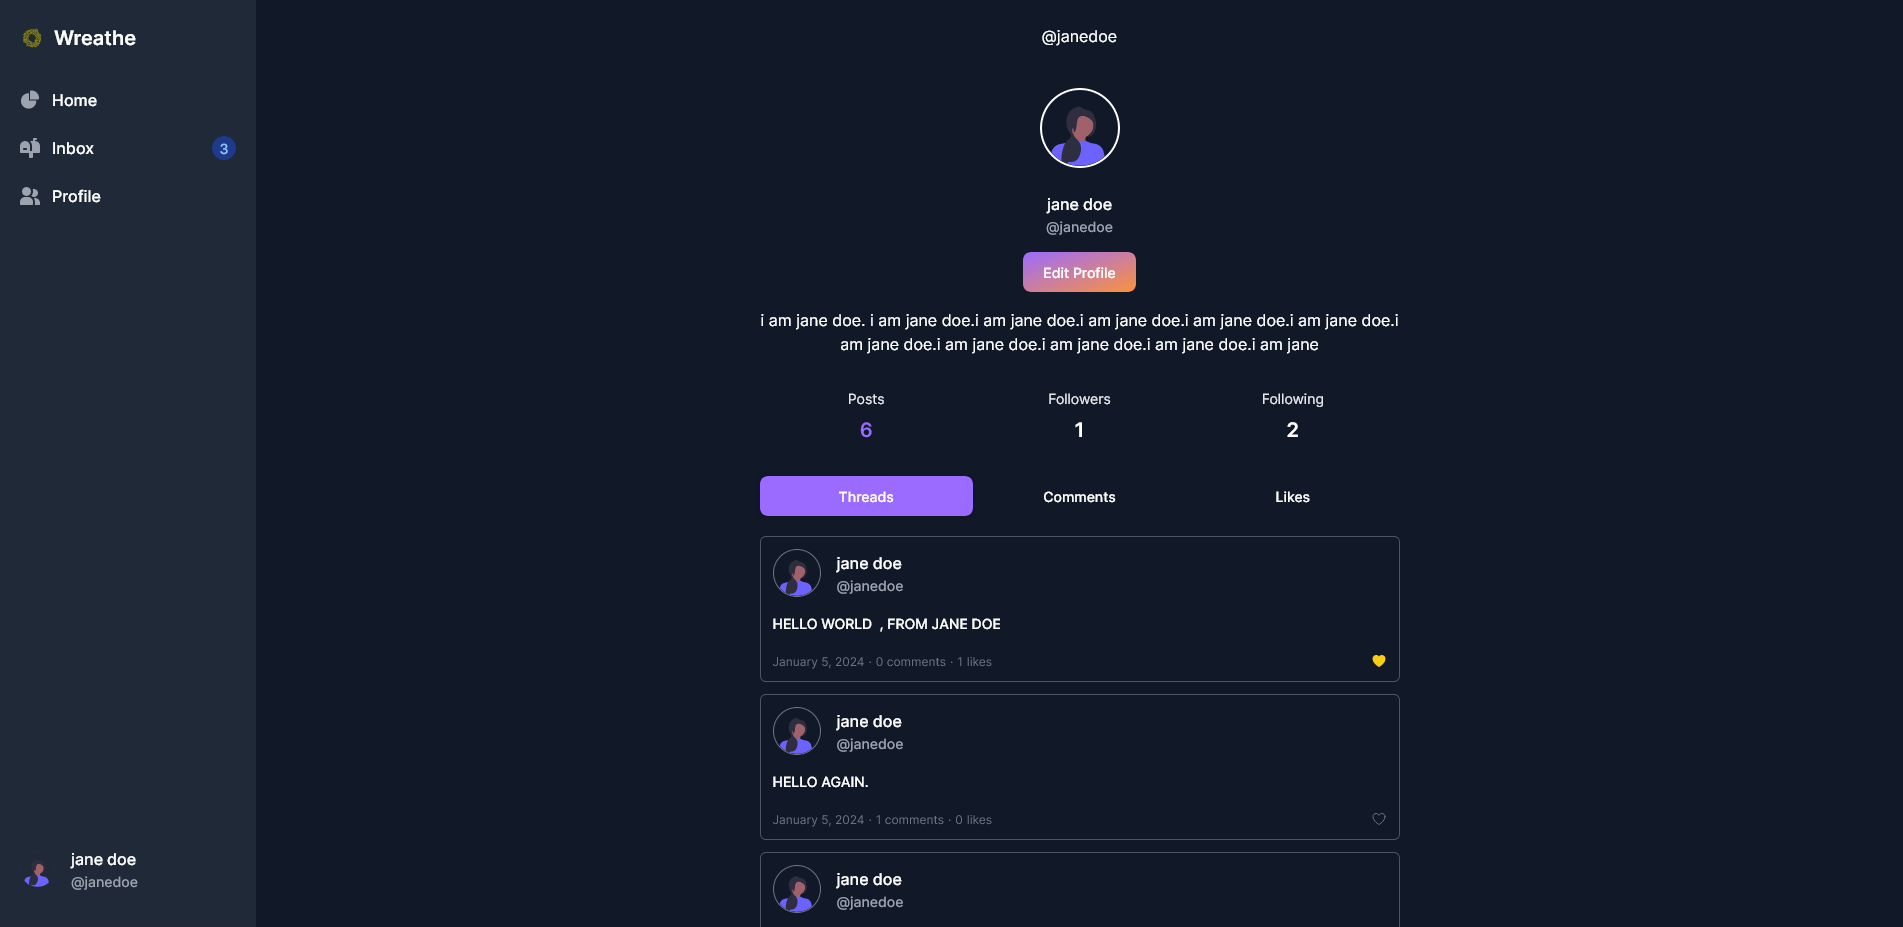 Wreathe
Home
Inbox 3
Profile
jane doe
@janedoe
@janedoe
jane doe
@janedoe
Edit Profile
i am jane doe. i am jane doe.i am jane doe.i am jane doe.i am jane doe.i am jane doe.i
am jane doe.i am jane doe.i am jane doe.i am jane doe.i am jane
Posts Followers Following
6 1 2
Threads Comments Likes
jane doe
@janedoe
HELLO WORLD , FROM JANE DOE
January 5, 2024 · 0 comments · 1 likes
jane doe
@janedoe
HELLO AGAIN.
January 5, 2024 · 1 comments · 0 likes
jane doe
@janedoe